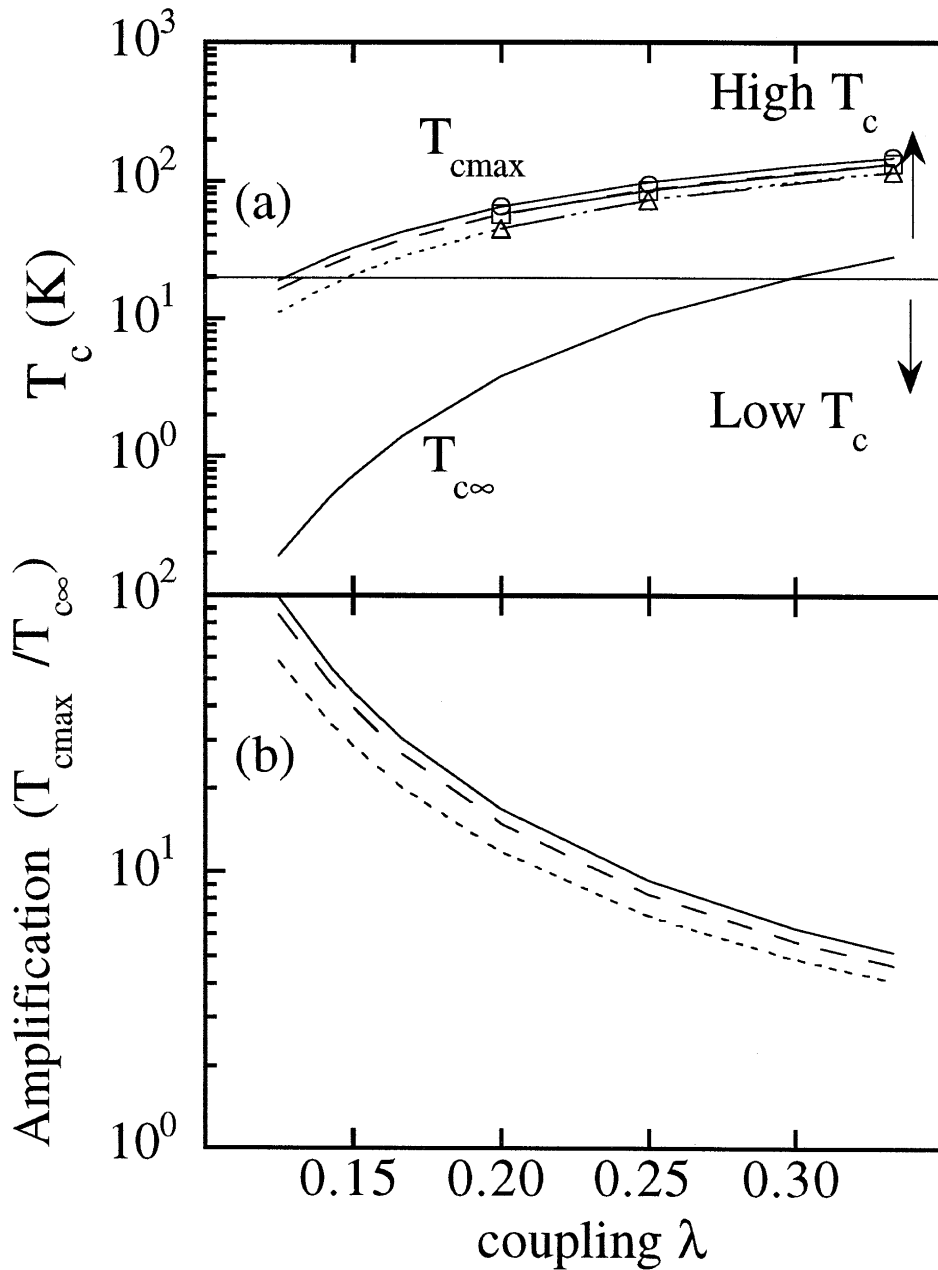 10³
High T_c
T_cmax
10²
(a)
T_c (K)
10¹
Low T_c
10⁰
T_c∞
10²
Amplification (T_cmax /T_c∞)
(b)
10¹
10⁰
0.15 0.20 0.25 0.30
coupling λ